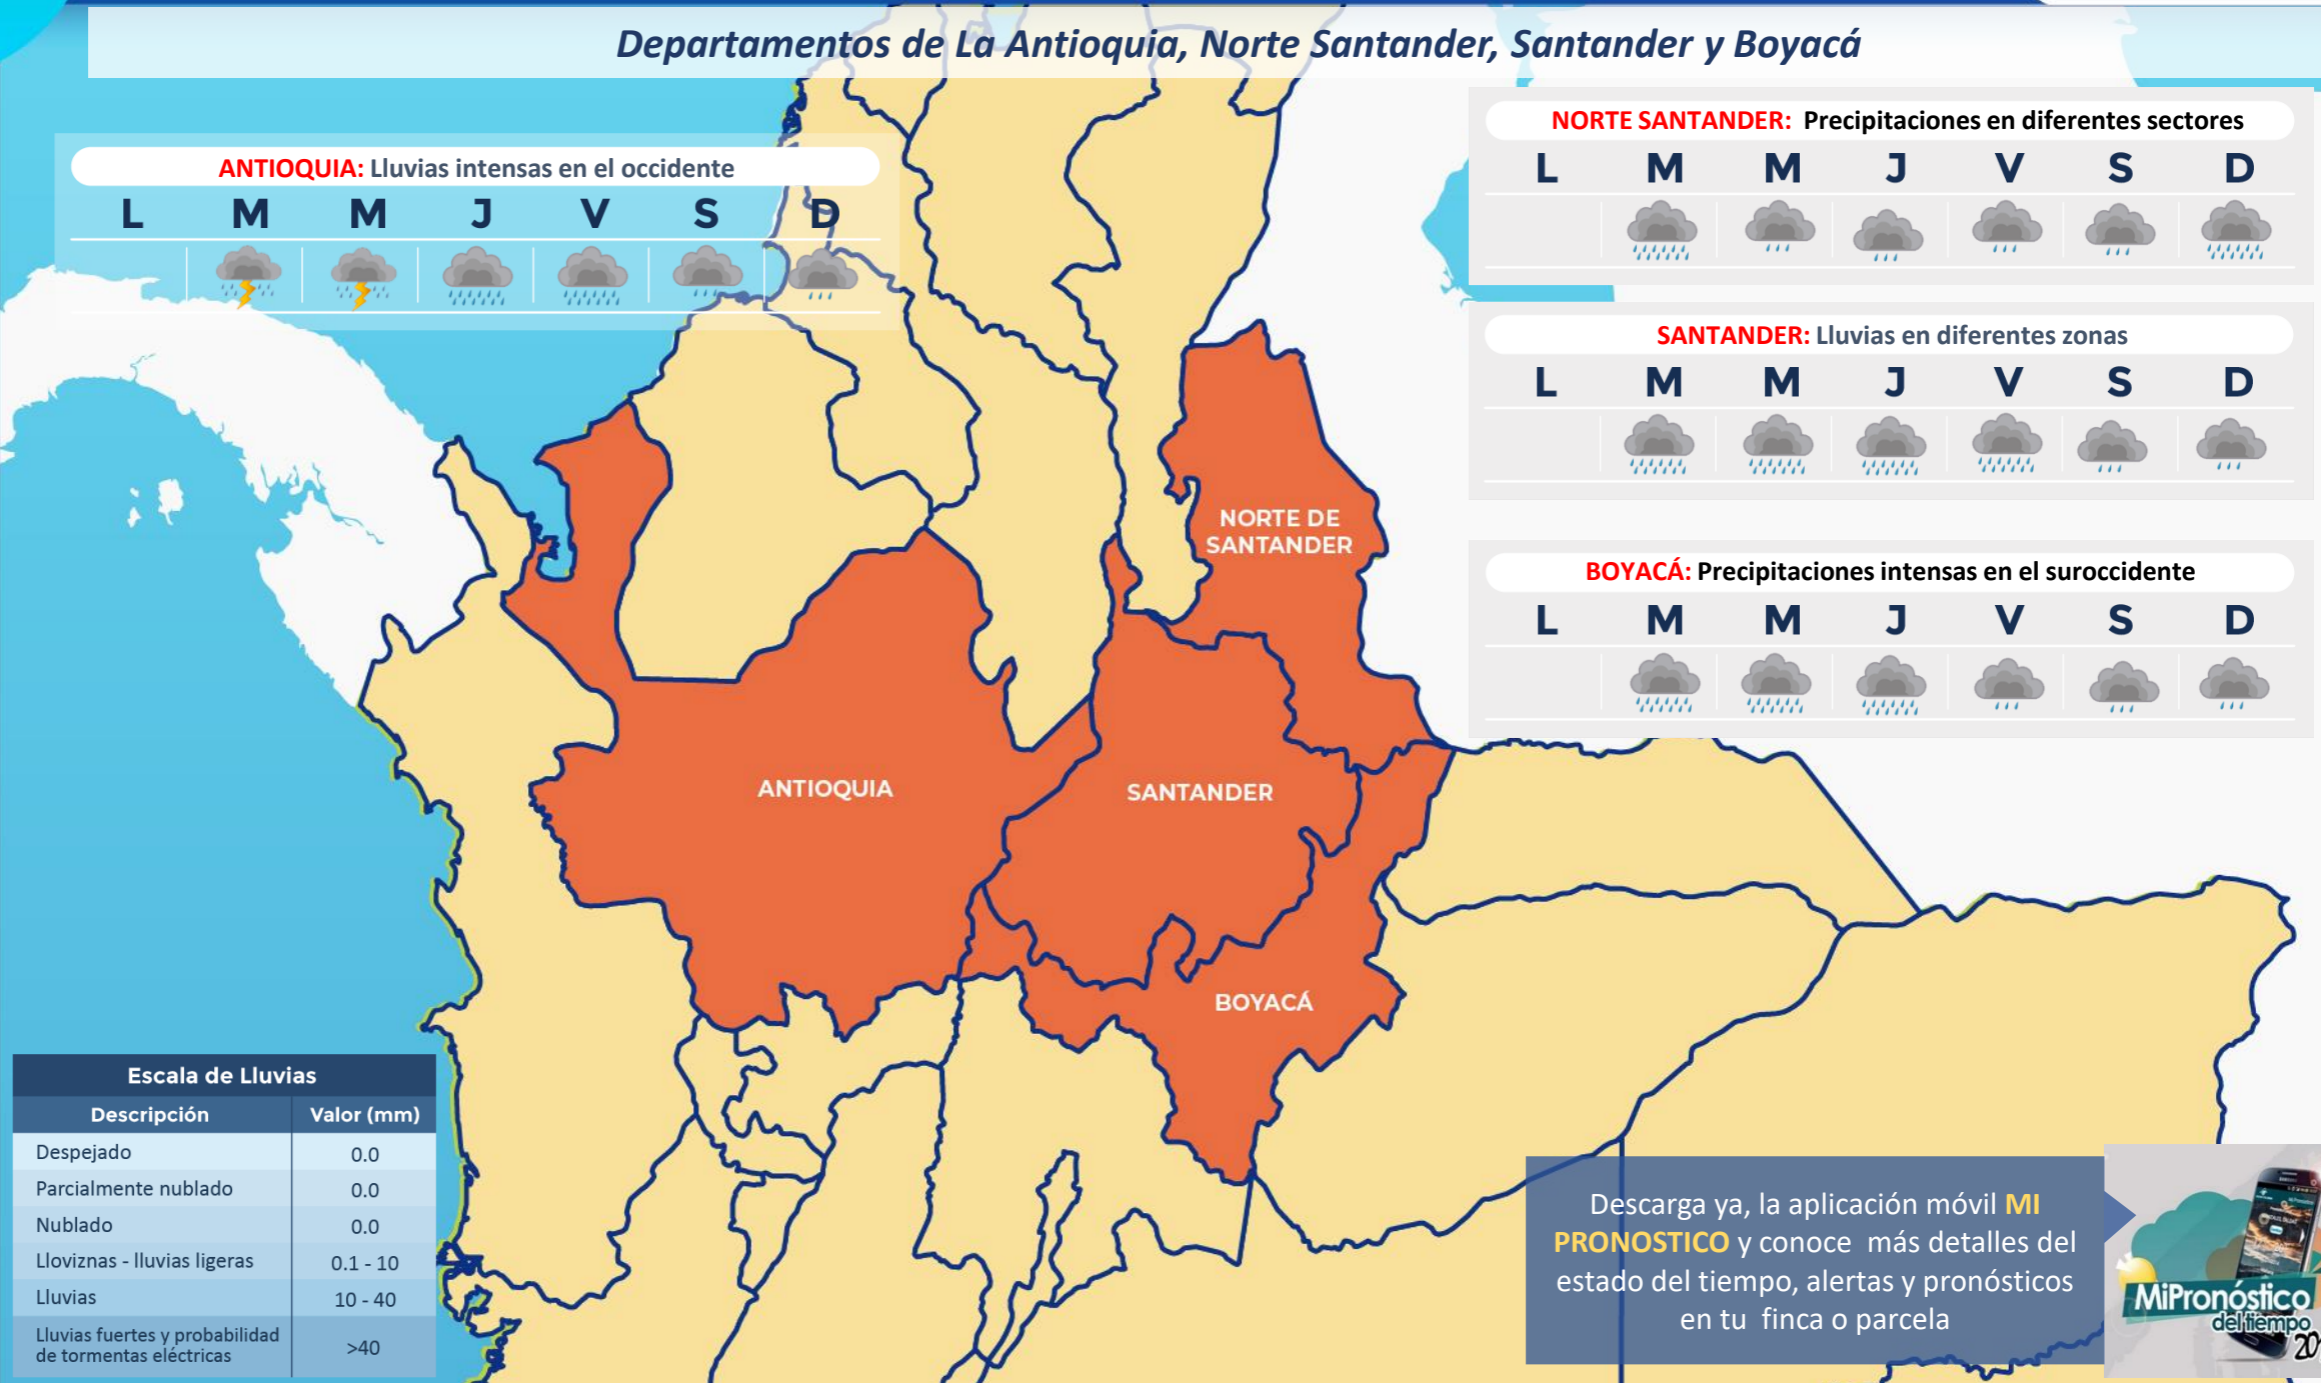 Departamentos de La Antioquia, Norte Santander, Santander y Boyacá
ANTIOQUIA: Lluvias intensas en el occidente
L M M J V S D
NORTE SANTANDER: Precipitaciones en diferentes sectores
L M M J V S D
SANTANDER: Lluvias en diferentes zonas
L M M J V S D
BOYACÁ: Precipitaciones intensas en el suroccidente
L M M J V S D
NORTE DE
SANTANDER
ANTIOQUIA
SANTANDER
BOYACÁ
Escala de Lluvias
Descripción Valor (mm)
Despejado 0.0
Parcialmente nublado 0.0
Nublado 0.0
Lloviznas - lluvias ligeras 0.1 - 10
Lluvias 10 - 40
Lluvias fuertes y probabilidad
de tormentas eléctricas >40
Descarga ya, la aplicación móvil MI
PRONOSTICO y conoce más detalles del
estado del tiempo, alertas y pronósticos
en tu finca o parcela
MiPronóstico
del tiempo